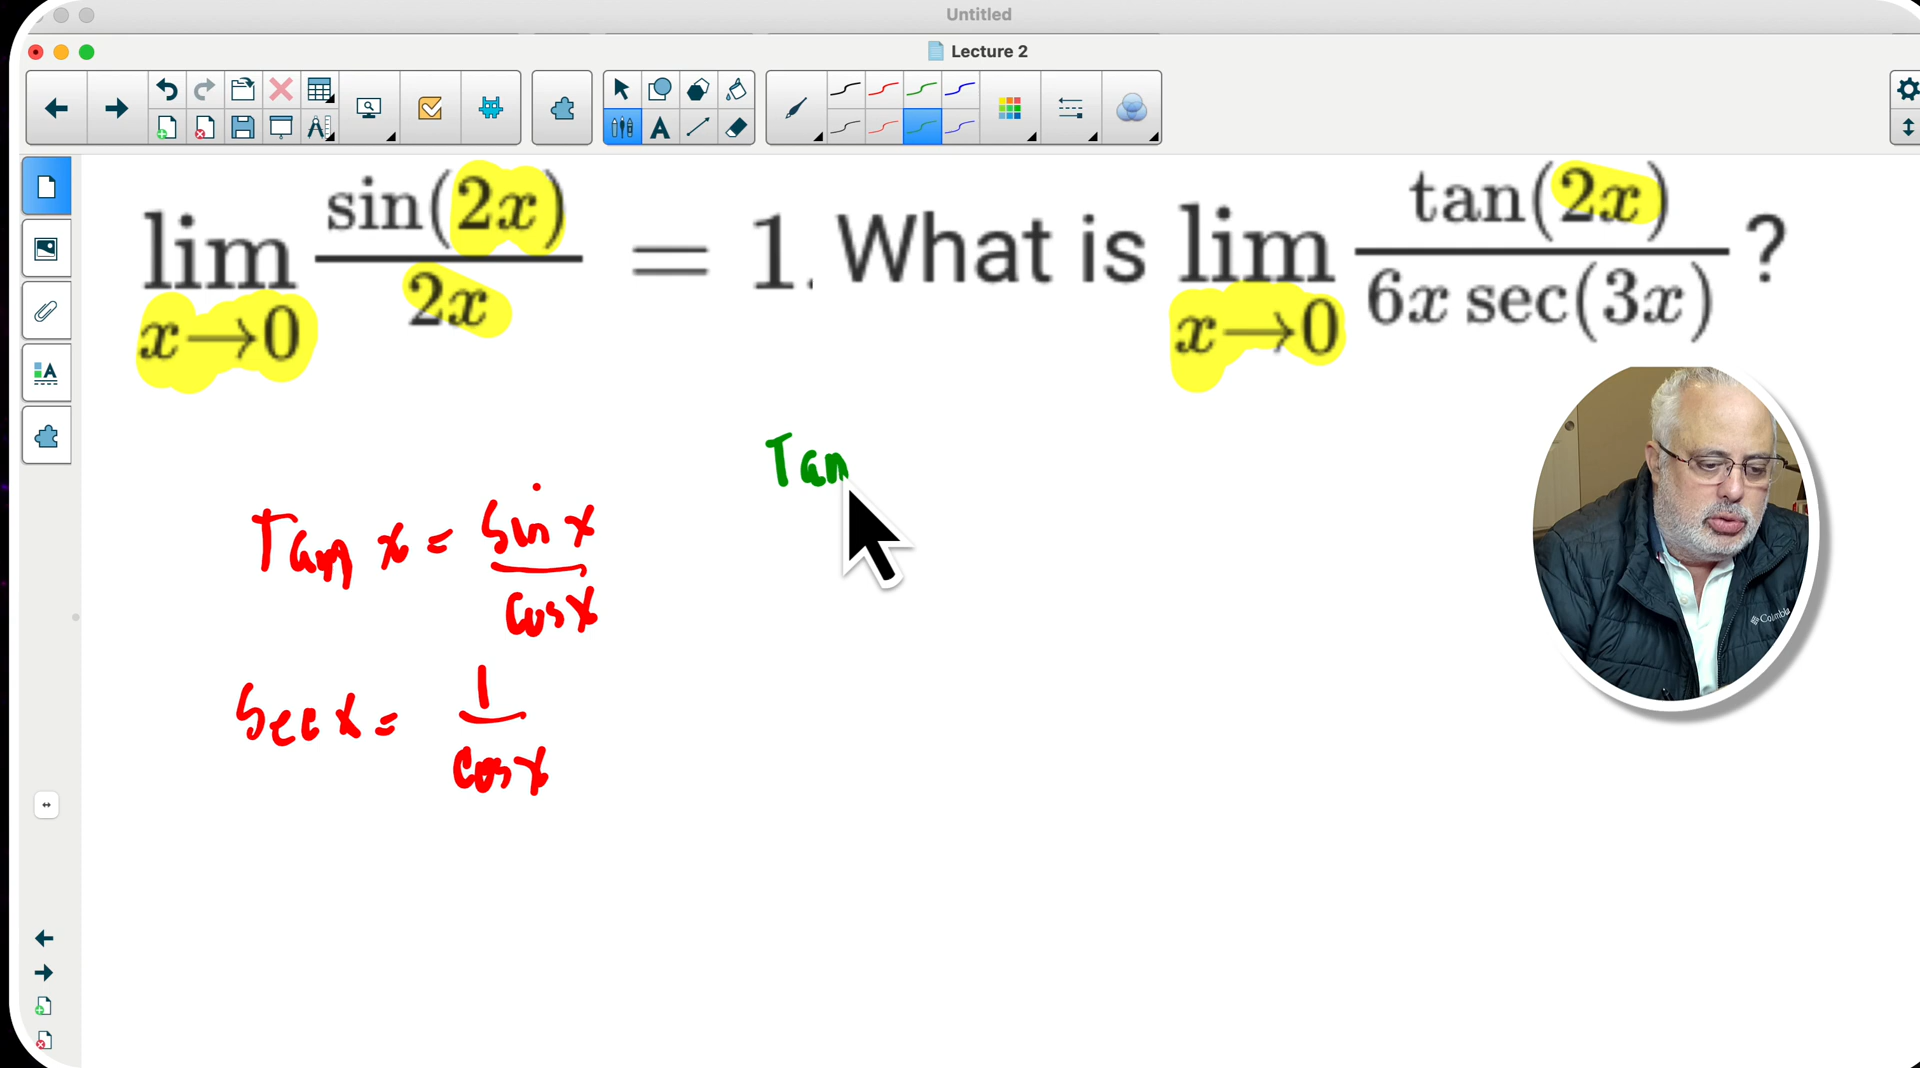 Untitled
Lecture 2
lim x→0 sin(2x)/2x = 1. What is lim x→0 tan(2x)/6x sec(3x) ?
Tan
Tan x = sin x/cos x
Sec x = 1/cos x
Columbia